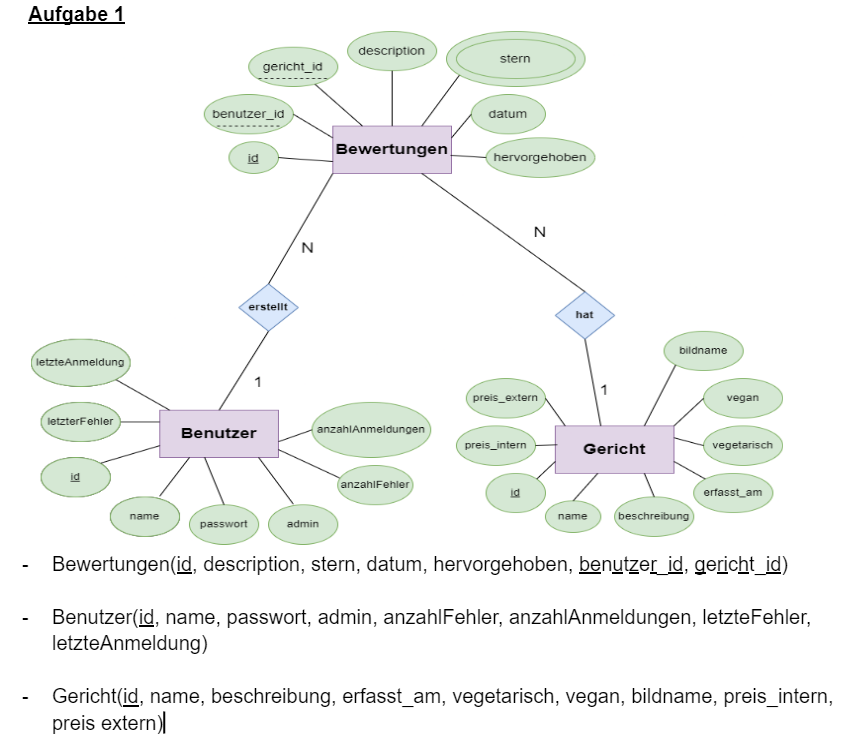 Aufgabe 1
description
stern
gericht_id
benutzer_id
datum
Bewertungen
id
hervorgehoben
N
N
erstellt
hat
bildname
letzteAnmeldung
1
1
preis_extern
vegan
letzterFehler
anzahlAnmeldungen
Benutzer
preis_intern
Gericht
vegetarisch
id
anzahlFehler
id
erfasst_am
name
passwort
admin
name
beschreibung
- Bewertungen(id, description, stern, datum, hervorgehoben, benutzer_id, gericht_id)
- Benutzer(id, name, passwort, admin, anzahlFehler, anzahlAnmeldungen, letzteFehler,
letzteAnmeldung)
- Gericht(id, name, beschreibung, erfasst_am, vegetarisch, vegan, bildname, preis_intern,
preis extern)